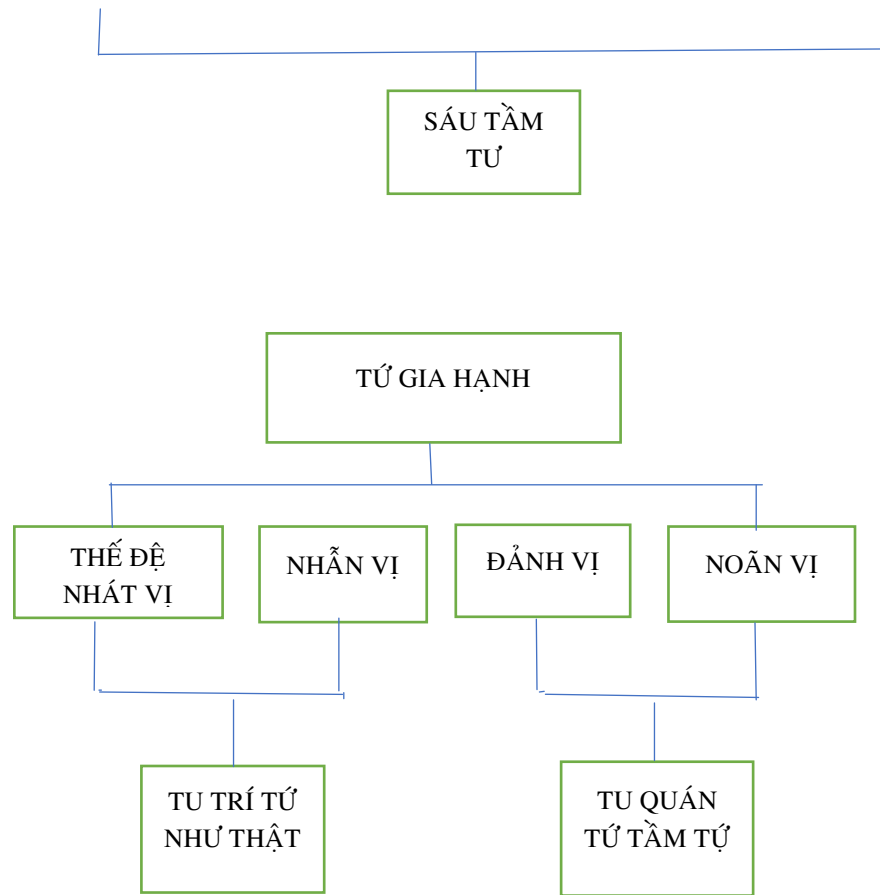 SÁU TẦM
TƯ
TỨ GIA HẠNH
THẾ ĐỆ
NHÁT VỊ
NHẪN VỊ
ĐẢNH VỊ
NOÃN VỊ
TU TRÍ TỨ
NHƯ THẬT
TU QUÁN
TỨ TẦM TỰ